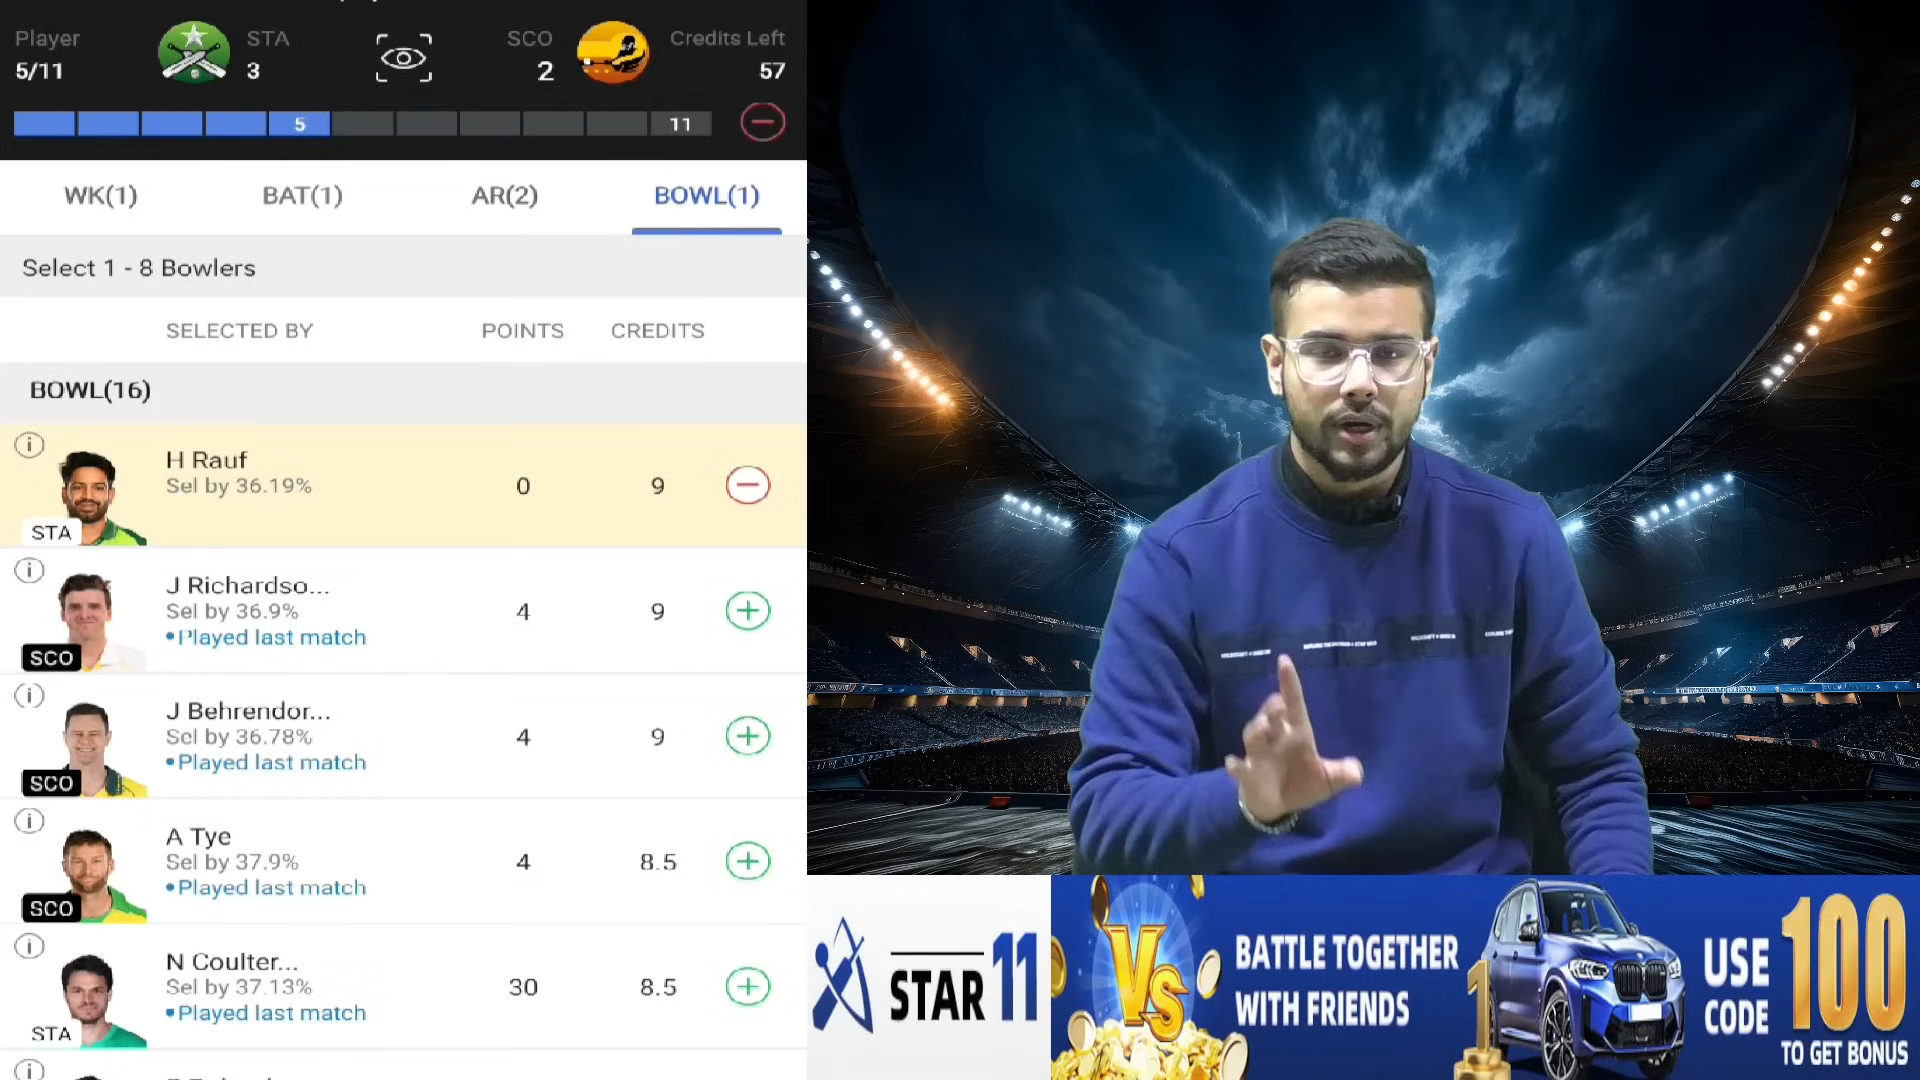 Player
5/11
STA
3
SCO
2
Credits Left
57
5
11
WK(1)
BAT(1)
AR(2)
BOWL(1)
Select 1 - 8 Bowlers
SELECTED BY
POINTS
CREDITS
BOWL(16)
H Rauf
Sel by 36.19%
0
9
STA
J Richardso...
Sel by 36.9%
•Played last match
4
9
SCO
J Behrendor...
Sel by 36.78%
•Played last match
4
9
SCO
A Tye
Sel by 37.9%
•Played last match
4
8.5
SCO
N Coulter...
Sel by 37.13%
•Played last match
30
8.5
STA
STAR 11
VS
BATTLE TOGETHER
WITH FRIENDS
1
USE
CODE
100
TO GET BONUS